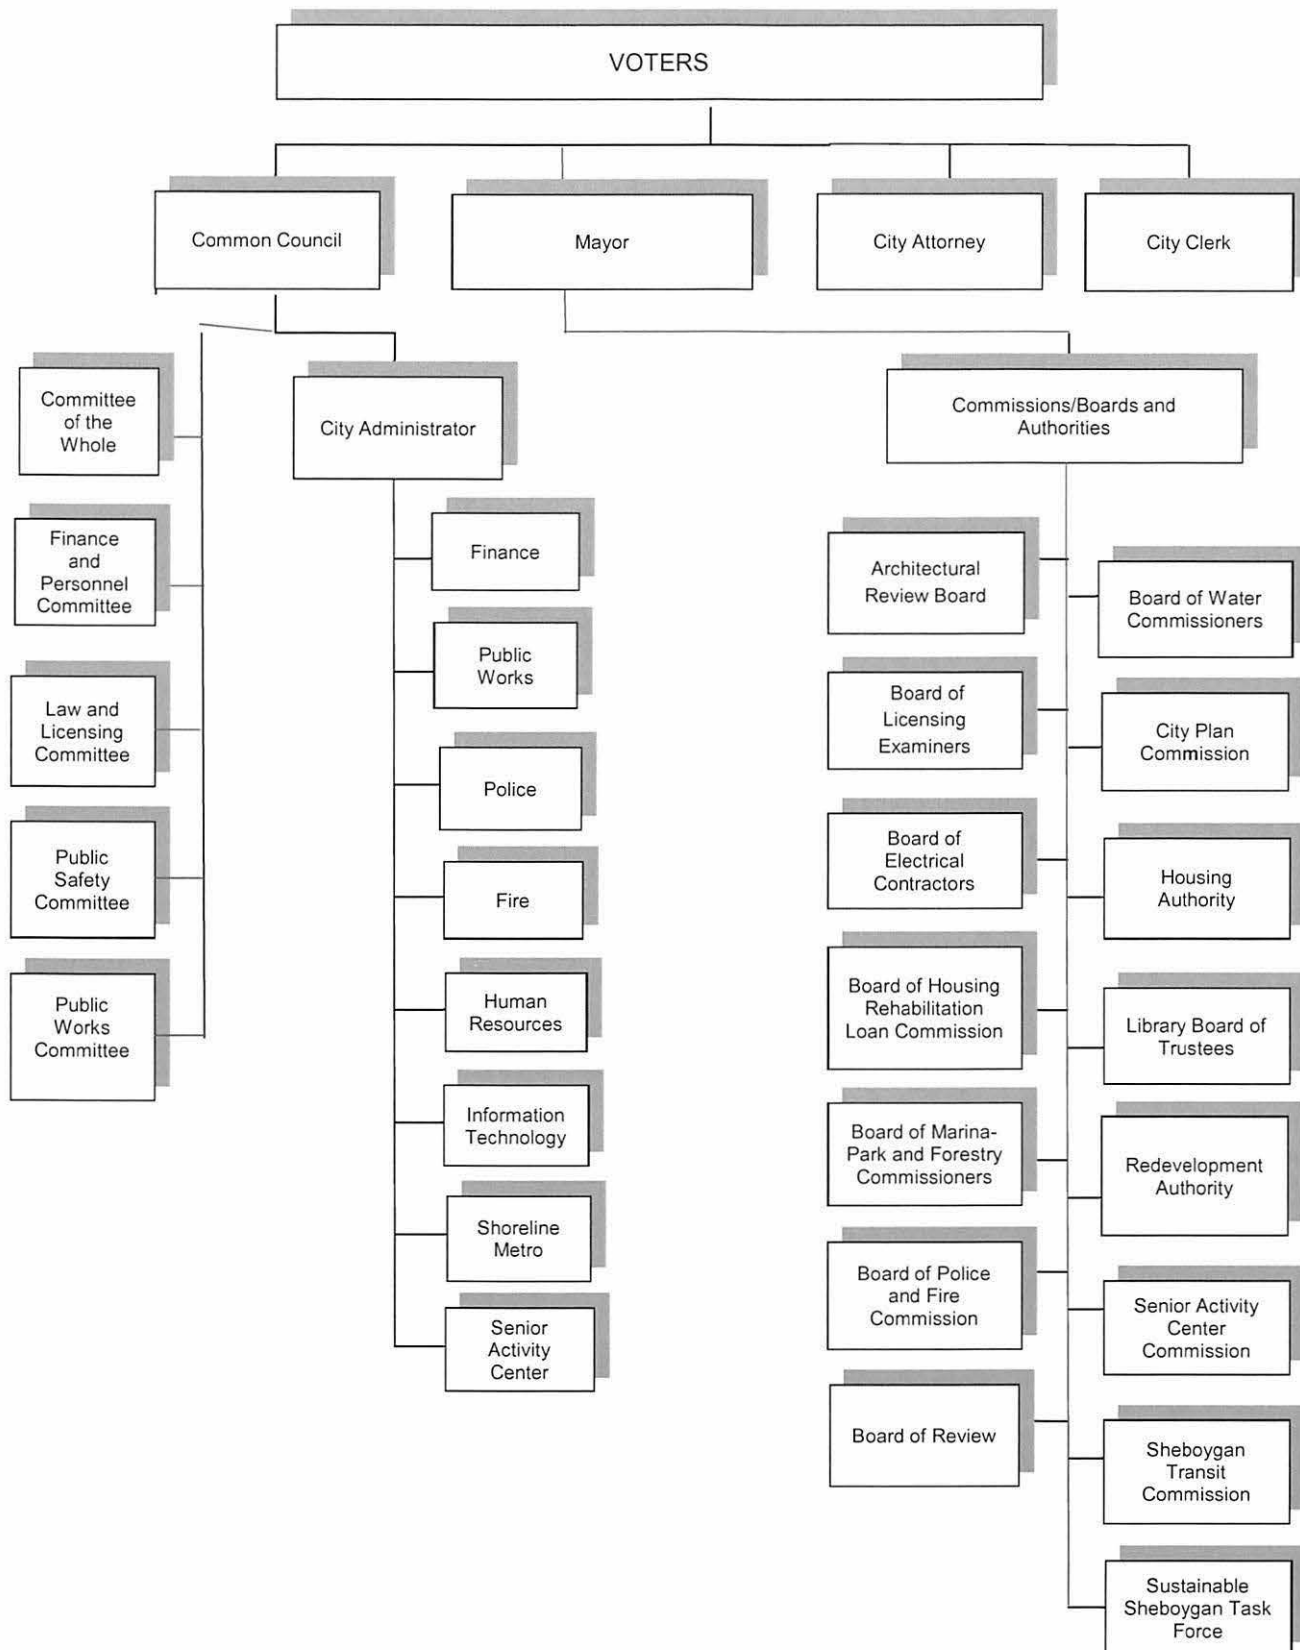 VOTERS
Common Council
Mayor
City Attorney
City Clerk
Committee
of the
Whole
Finance
and
Personnel
Committee
Law and
Licensing
Committee
Public
Safety
Committee
Public
Works
Committee
City Administrator
Finance
Public
Works
Police
Fire
Human
Resources
Information
Technology
Shoreline
Metro
Senior
Activity
Center
Commissions/Boards and
Authorities
Architectural
Review Board
Board of
Licensing
Examiners
Board of
Electrical
Contractors
Board of Housing
Rehabilitation
Loan Commission
Board of Marina-
Park and Forestry
Commissioners
Board of Police
and Fire
Commission
Board of Review
Board of Water
Commissioners
City Plan
Commission
Housing
Authority
Library Board of
Trustees
Redevelopment
Authority
Senior Activity
Center
Commission
Sheboygan
Transit
Commission
Sustainable
Sheboygan Task
Force